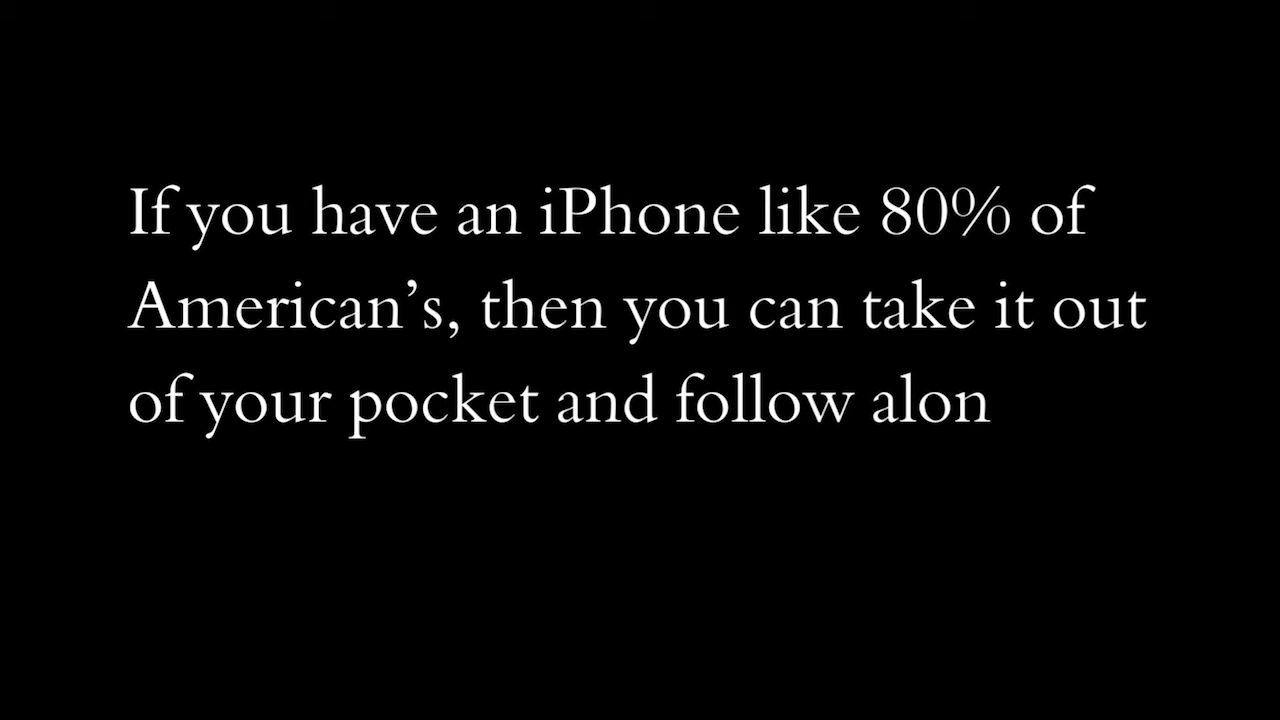 If you have an iPhone like 80% of
American’s, then you can take it out
of your pocket and follow alon